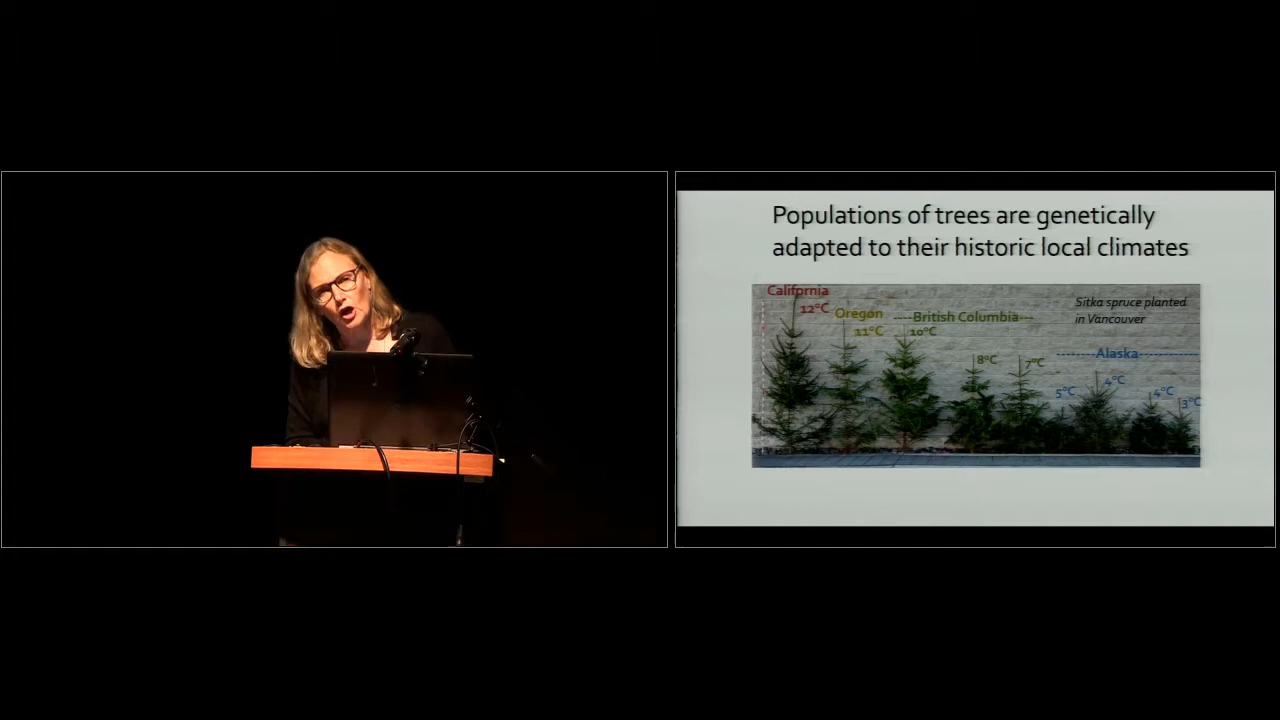 Populations of trees are genetically
adapted to their historic local climates
California
12°C
Oregon
11°C
----British Columbia---
10°C
8°C
7°C
Sitka spruce planted
in Vancouver
--------Alaska------------
5°C
4°C
4°C
3°C